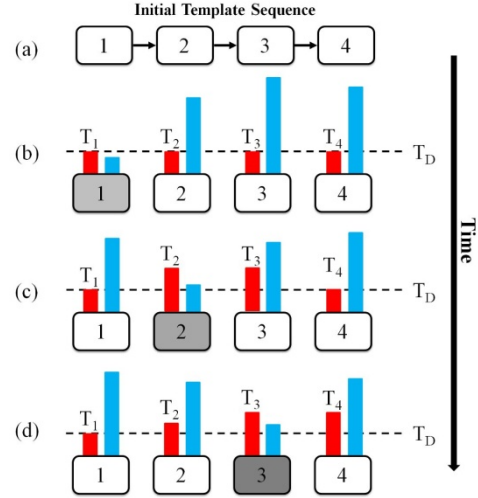 Initial Template Sequence
(a) 1 2 3 4
T1 T2 T3 T4
(b) TD
1 2 3 4
T1 T2 T3 T4
(c) TD
1 2 3 4
T1 T2 T3 T4
(d) TD
1 2 3 4
Time